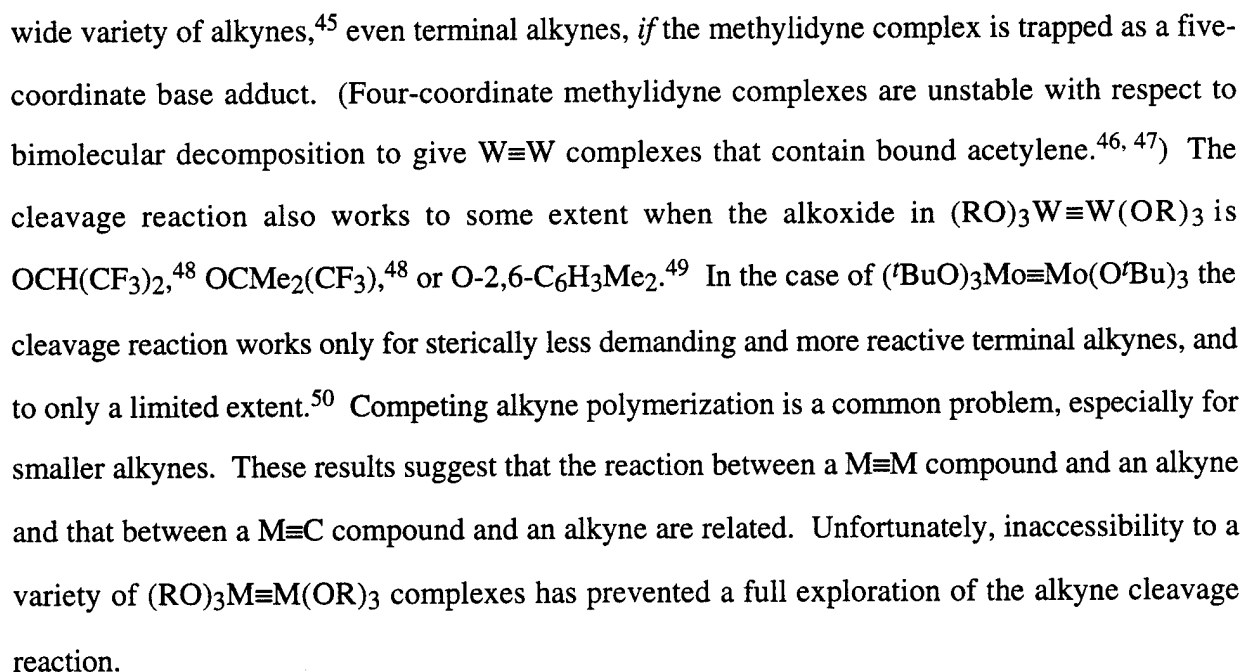 wide variety of alkynes,⁴⁵ even terminal alkynes, if the methylidyne complex is trapped as a five-
coordinate base adduct. (Four-coordinate methylidyne complexes are unstable with respect to
bimolecular decomposition to give W≡W complexes that contain bound acetylene.⁴⁶, ⁴⁷) The
cleavage reaction also works to some extent when the alkoxide in (RO)₃W≡W(OR)₃ is
OCH(CF₃)₂,⁴⁸ OCMe₂(CF₃),⁴⁸ or O-2,6-C₆H₃Me₂.⁴⁹ In the case of (ᵗBuO)₃Mo≡Mo(OᵗBu)₃ the
cleavage reaction works only for sterically less demanding and more reactive terminal alkynes, and
to only a limited extent.⁵⁰ Competing alkyne polymerization is a common problem, especially for
smaller alkynes. These results suggest that the reaction between a M≡M compound and an alkyne
and that between a M≡C compound and an alkyne are related. Unfortunately, inaccessibility to a
variety of (RO)₃M≡M(OR)₃ complexes has prevented a full exploration of the alkyne cleavage
reaction.